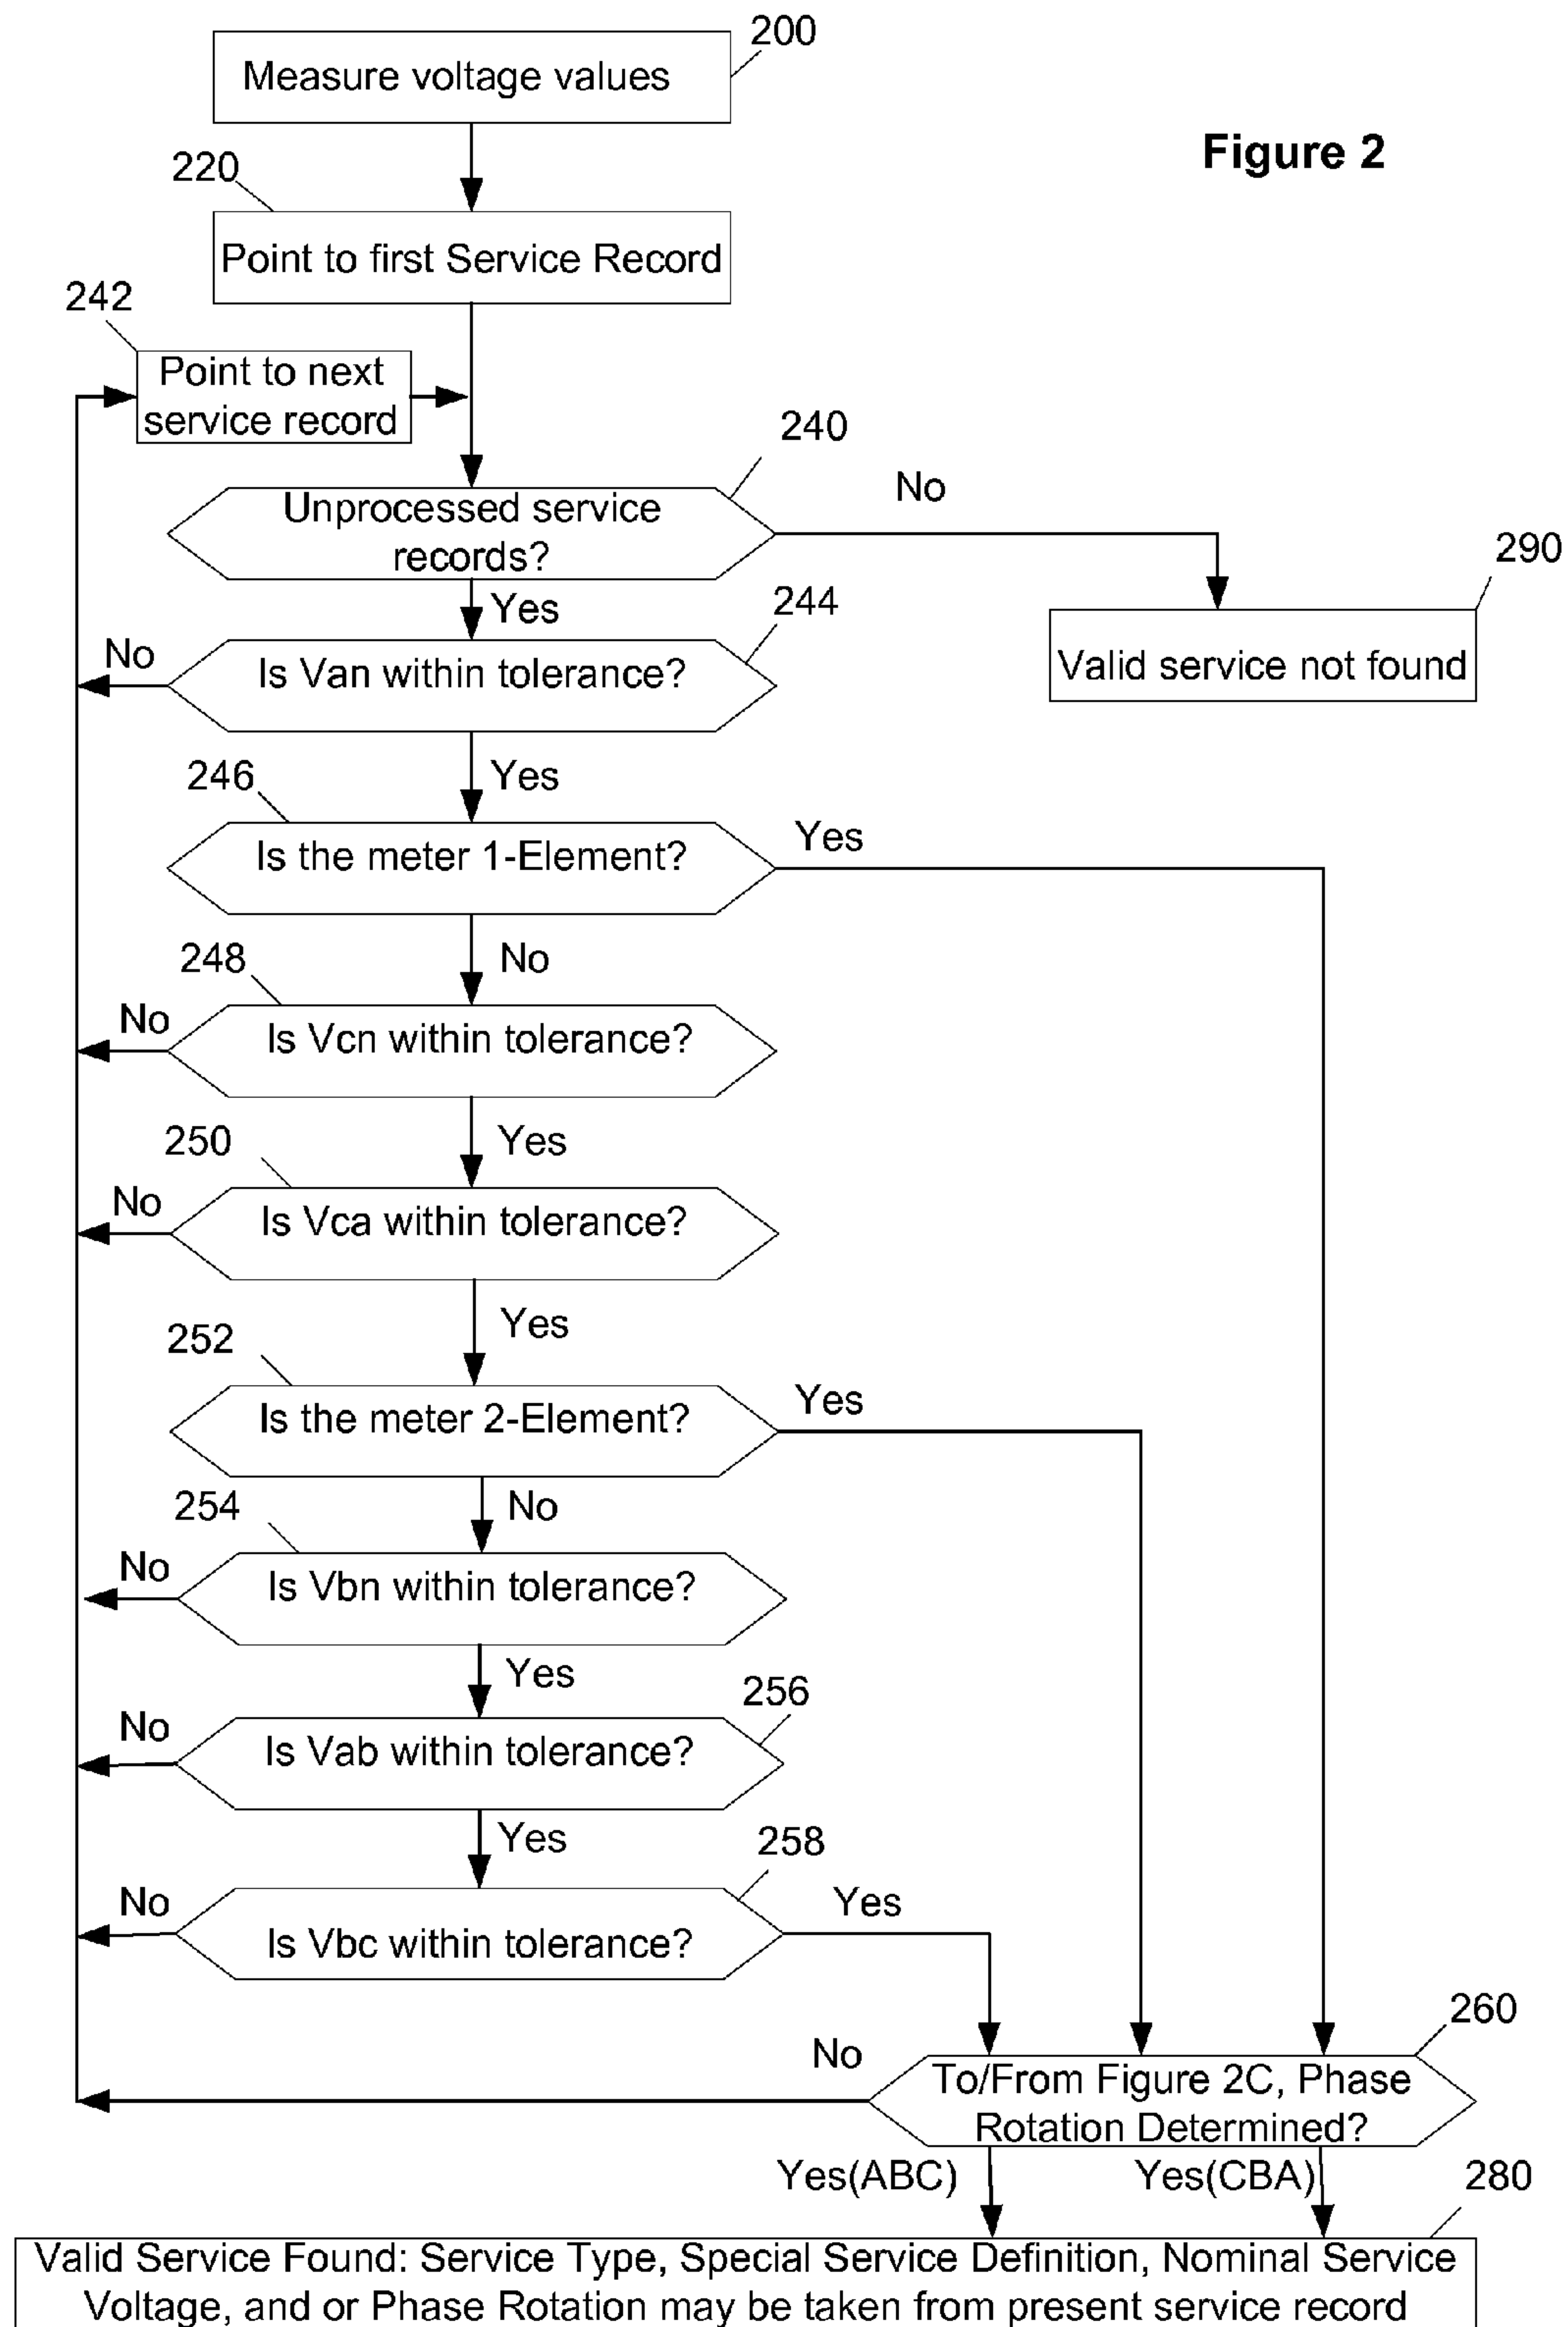 200
Measure voltage values
Figure 2
220
Point to first Service Record
242
Point to next
service record
240
Unprocessed service
records?
No
290
Valid service not found
Yes
244
Is Van within tolerance?
No
Yes
246
Is the meter 1-Element?
Yes
No
248
Is Vcn within tolerance?
No
Yes
250
Is Vca within tolerance?
No
Yes
252
Is the meter 2-Element?
Yes
No
254
Is Vbn within tolerance?
No
Yes
256
Is Vab within tolerance?
No
Yes
258
Is Vbc within tolerance?
No
Yes
260
To/From Figure 2C, Phase
Rotation Determined?
No
Yes(ABC)
Yes(CBA)
280
Valid Service Found: Service Type, Special Service Definition, Nominal Service
Voltage, and or Phase Rotation may be taken from present service record